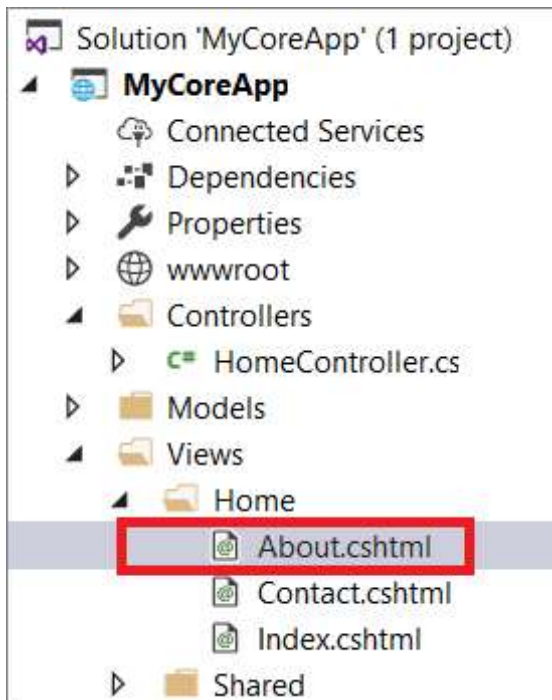 Solution 'MyCoreApp' (1 project)
MyCoreApp
Connected Services
Dependencies
Properties
wwwroot
Controllers
C# HomeController.cs
Models
Views
Home
About.cshtml
Contact.cshtml
Index.cshtml
Shared